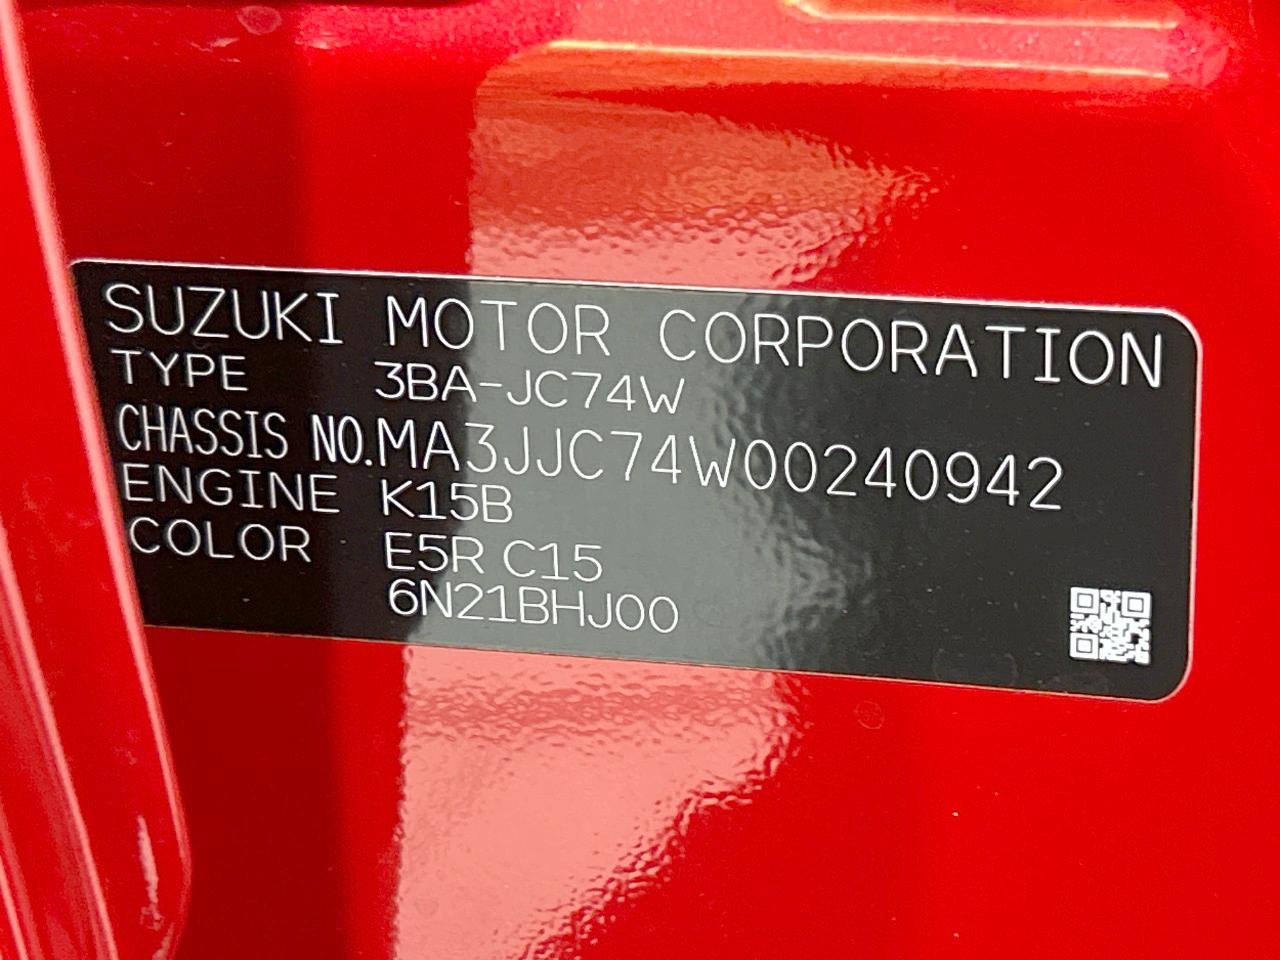 SUZUKI MOTOR CORPORATION
TYPE 3BA-JC74W
CHASSIS NO.MA3JJC74W00240942
ENGINE K15B
COLOR E5R C15
6N21BHJ00